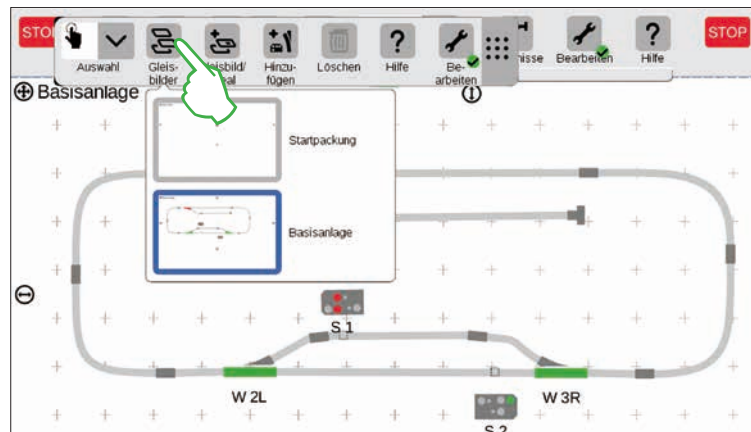 STOP
Auswahl
Gleis-
bilder
Hinzu-
fügen
Löschen
Hilfe
Be-
arbeiten
Bearbeiten
Hilfe
STOP
Basisanlage
Startpackung
Basisanlage
S 1
W 2L
W 3R
S 2